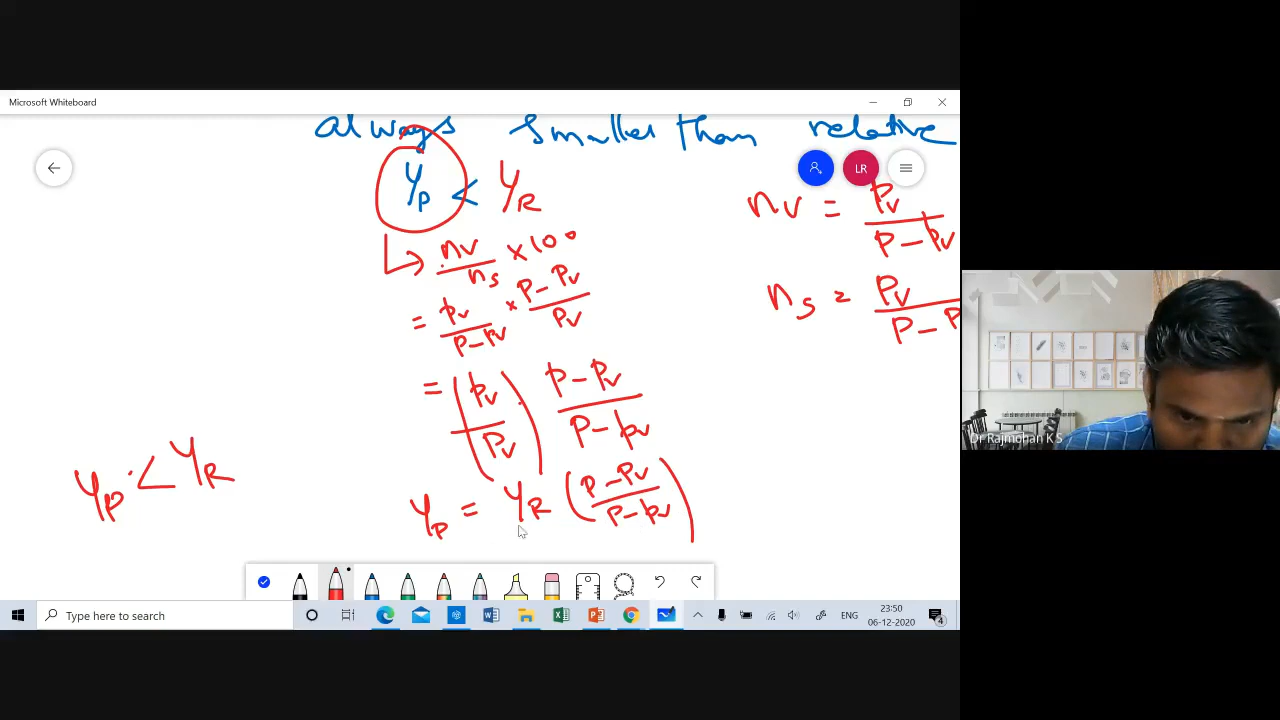 Microsoft Whiteboard
always smaller than relative
LR
yP < yR
nv/ns × 100
= pv/P-pv × P-Pv/Pv
= (pv/Pv) · P-Pv/P-pv
yP = yR (P-Pv/P-pv)
yP < yR
nv = pv/P-pv
ns = Pv/P-P
Dr Rajmohan K S
Type here to search
ENG
23:50
06-12-2020
4